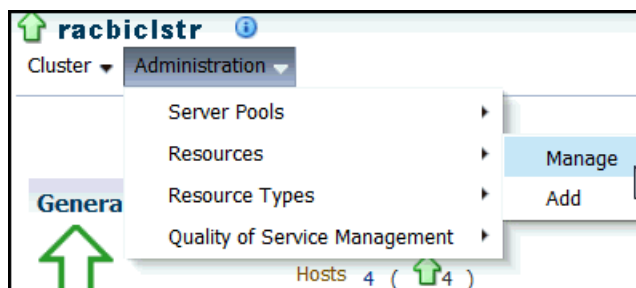 racbiclstr
Cluster Administration
Server Pools
Resources
Manage
Resource Types
Add
Genera
Quality of Service Management
Hosts 4 ( 4 )